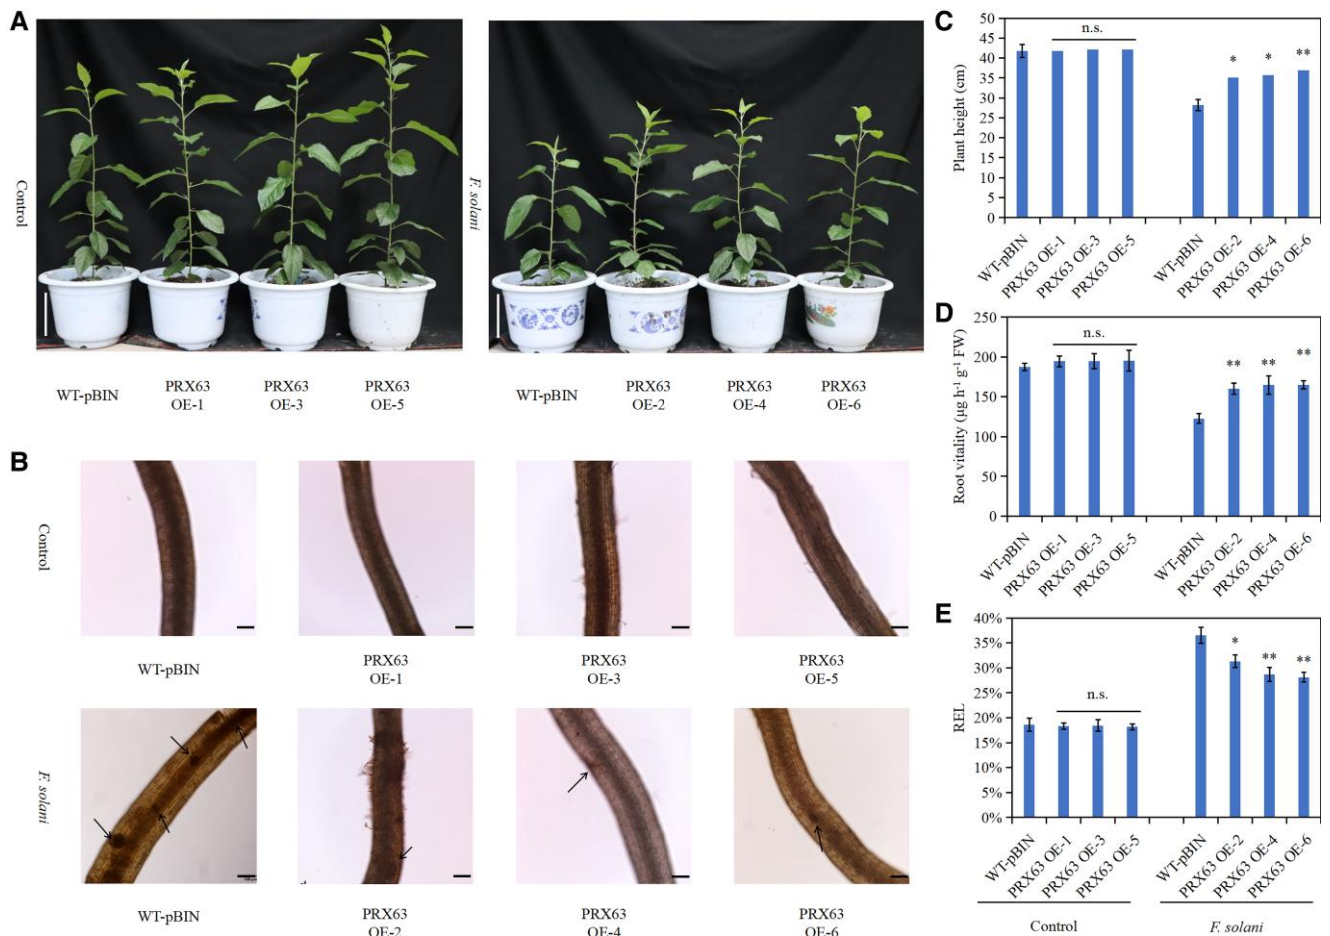 A
Control
F. solani
WT-pBIN
PRX63
OE-1
PRX63
OE-3
PRX63
OE-5
WT-pBIN
PRX63
OE-2
PRX63
OE-4
PRX63
OE-6
B
Control
WT-pBIN
PRX63
OE-1
PRX63
OE-3
PRX63
OE-5
F. solani
WT-pBIN
PRX63
OE-2
PRX63
OE-4
PRX63
OE-6
C
Plant height (cm)
50
45
40
35
30
25
20
15
10
5
0
n.s.
* * **
WT-pBIN
PRX63 OE-1
PRX63 OE-3
PRX63 OE-5
WT-pBIN
PRX63 OE-2
PRX63 OE-4
PRX63 OE-6
D
Root vitality (µg h⁻¹ g⁻¹ FW)
250
200
150
100
50
0
n.s.
** ** **
WT-pBIN
PRX63 OE-1
PRX63 OE-3
PRX63 OE-5
WT-pBIN
PRX63 OE-2
PRX63 OE-4
PRX63 OE-6
E
REL
40%
35%
30%
25%
20%
15%
10%
5%
0%
n.s.
* ** **
WT-pBIN
PRX63 OE-1
PRX63 OE-3
PRX63 OE-5
WT-pBIN
PRX63 OE-2
PRX63 OE-4
PRX63 OE-6
Control
F. solani